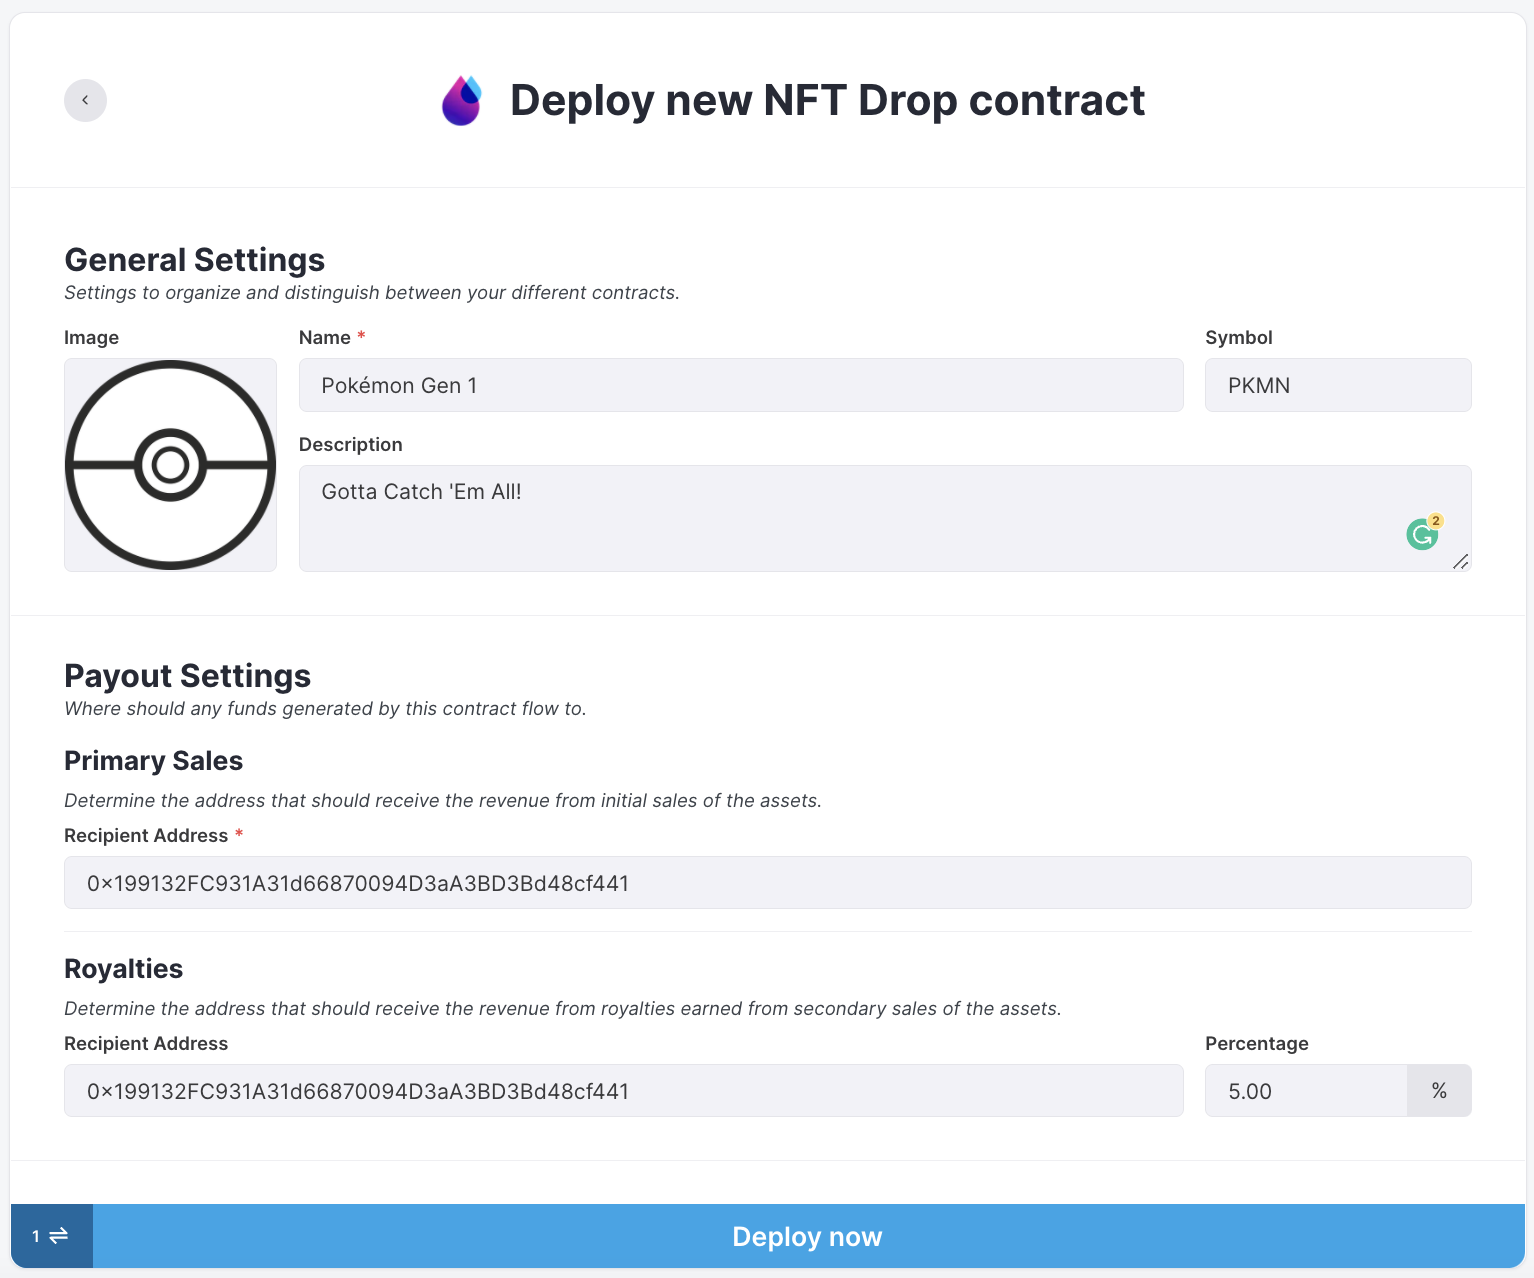 Deploy new NFT Drop contract
General Settings
Settings to organize and distinguish between your different contracts.
Image
Name *
Symbol
Pokémon Gen 1
PKMN
Description
Gotta Catch 'Em All!
2
Payout Settings
Where should any funds generated by this contract flow to.
Primary Sales
Determine the address that should receive the revenue from initial sales of the assets.
Recipient Address *
0x199132FC931A31d66870094D3aA3BD3Bd48cf441
Royalties
Determine the address that should receive the revenue from royalties earned from secondary sales of the assets.
Recipient Address
Percentage
0x199132FC931A31d66870094D3aA3BD3Bd48cf441
5.00 %
1 ⇌
Deploy now